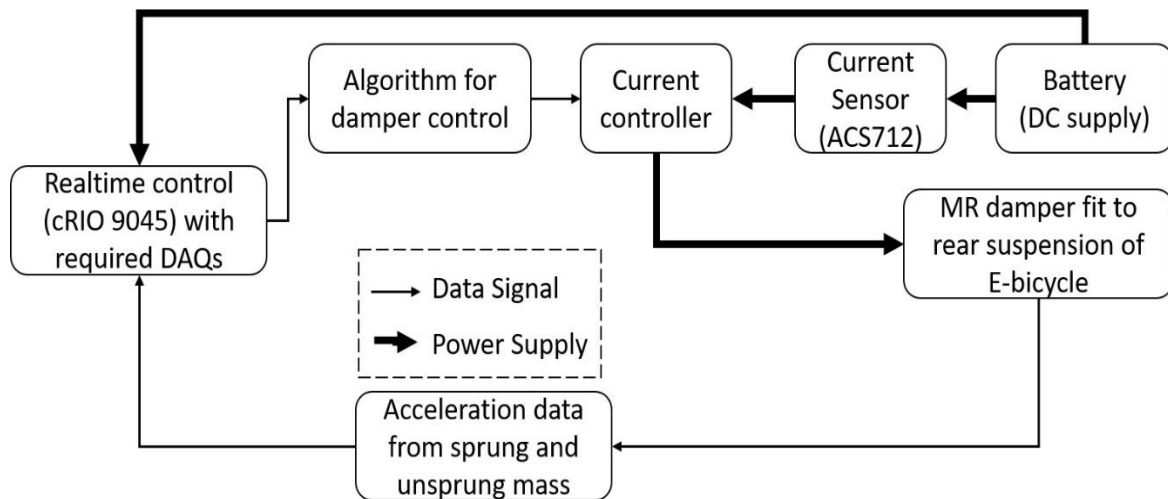 Algorithm for
damper control
Current
controller
Current
Sensor
(ACS712)
Battery
(DC supply)
Realtime control
(cRIO 9045) with
required DAQs
MR damper fit to
rear suspension of
E-bicycle
Data Signal
Power Supply
Acceleration data
from sprung and
unsprung mass